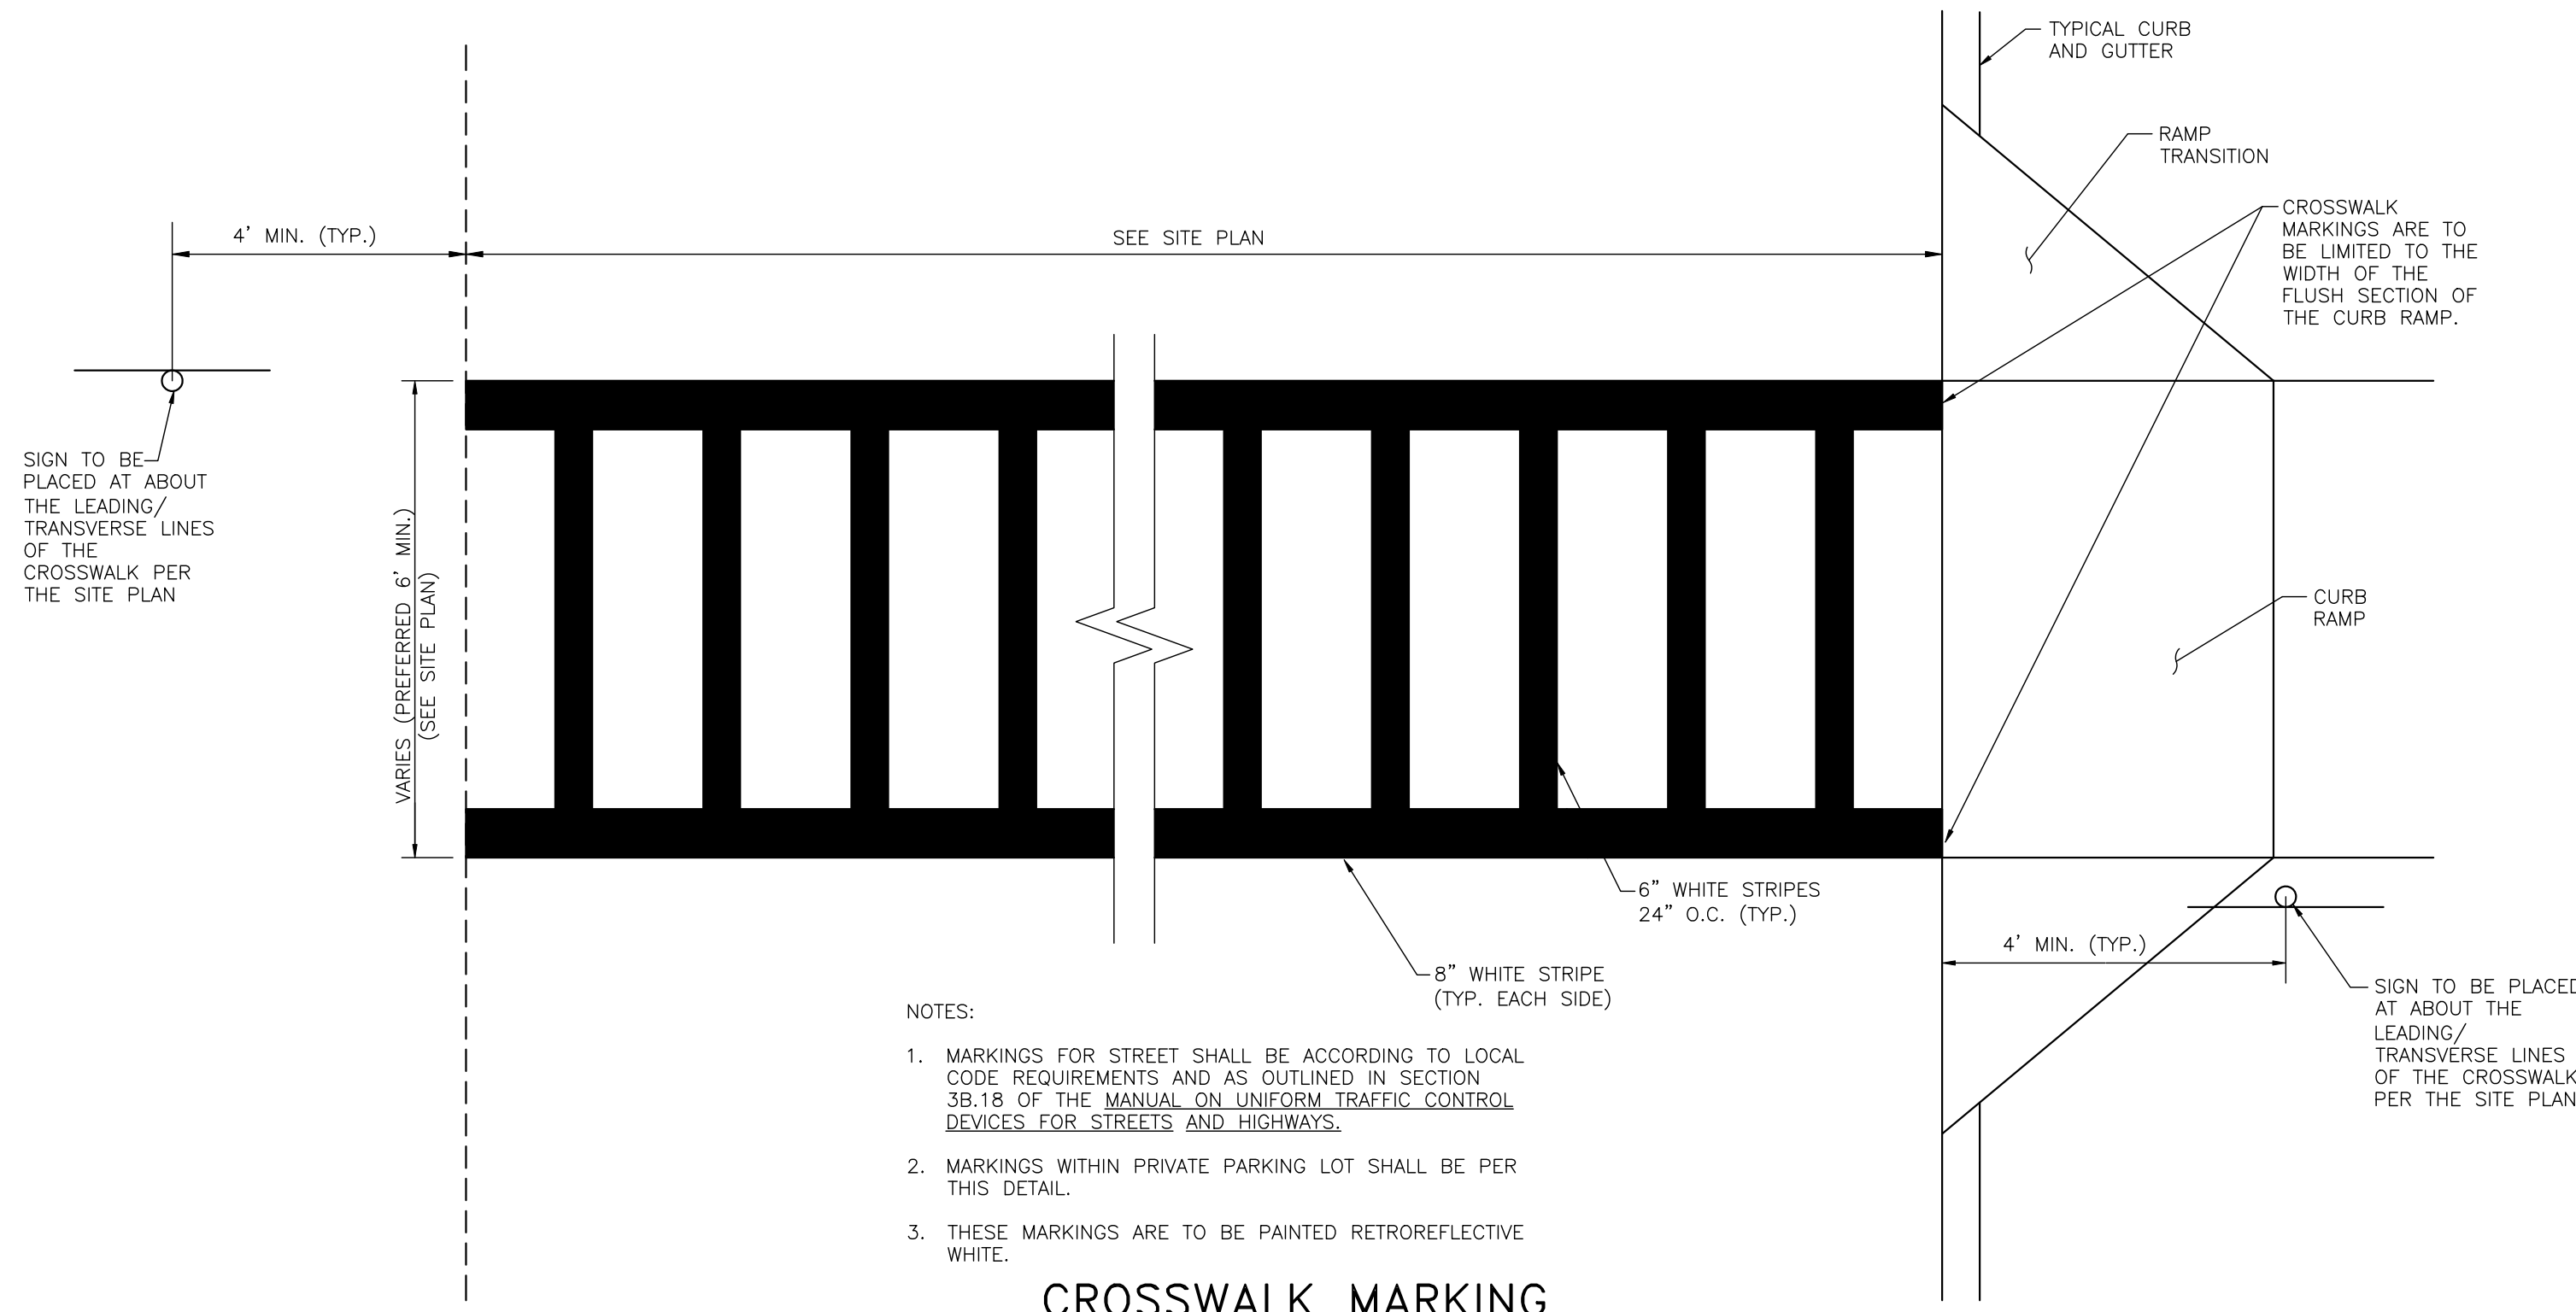 TYPICAL CURB
AND GUTTER
RAMP
TRANSITION
CROSSWALK
MARKINGS ARE TO
BE LIMITED TO THE
WIDTH OF THE
FLUSH SECTION OF
THE CURB RAMP.
4' MIN. (TYP.)
SEE SITE PLAN
SIGN TO BE
PLACED AT ABOUT
THE LEADING/
TRANSVERSE LINES
OF THE
CROSSWALK PER
THE SITE PLAN
VARIES (PREFERRED 6' MIN.)
(SEE SITE PLAN)
CURB
RAMP
6" WHITE STRIPES
24" O.C. (TYP.)
8" WHITE STRIPE
(TYP. EACH SIDE)
4' MIN. (TYP.)
SIGN TO BE PLACED
AT ABOUT THE
LEADING/
TRANSVERSE LINES
OF THE CROSSWALK
PER THE SITE PLAN
NOTES:
1. MARKINGS FOR STREET SHALL BE ACCORDING TO LOCAL
CODE REQUIREMENTS AND AS OUTLINED IN SECTION
3B.18 OF THE MANUAL ON UNIFORM TRAFFIC CONTROL
DEVICES FOR STREETS AND HIGHWAYS.
2. MARKINGS WITHIN PRIVATE PARKING LOT SHALL BE PER
THIS DETAIL.
3. THESE MARKINGS ARE TO BE PAINTED RETROREFLECTIVE
WHITE.
CROSSWALK MARKING